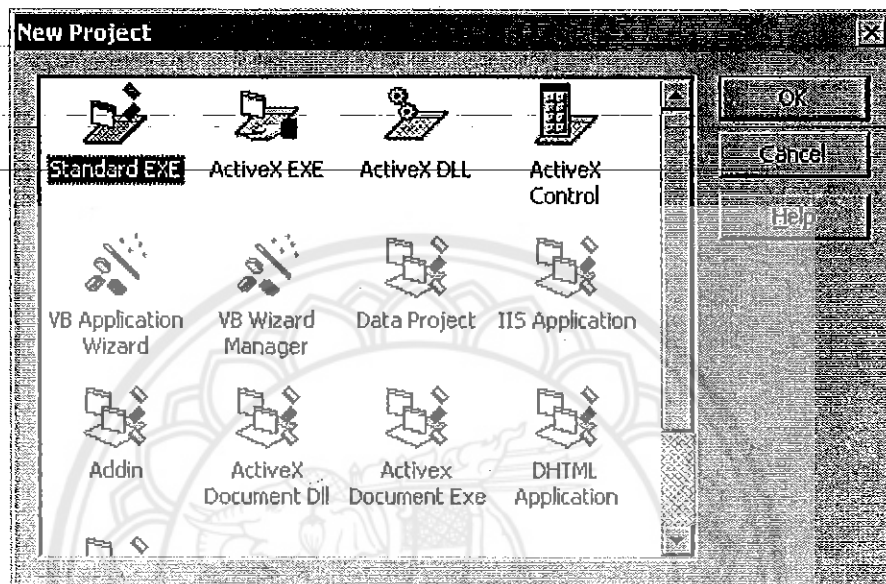 New Project
Standard EXE
ActiveX EXE
ActiveX DLL
ActiveX
Control
VB Application
Wizard
VB Wizard
Manager
Data Project
IIS Application
Addin
ActiveX
Document Dll
Activex
Document Exe
DHTML
Application
OK
Cancel
Help